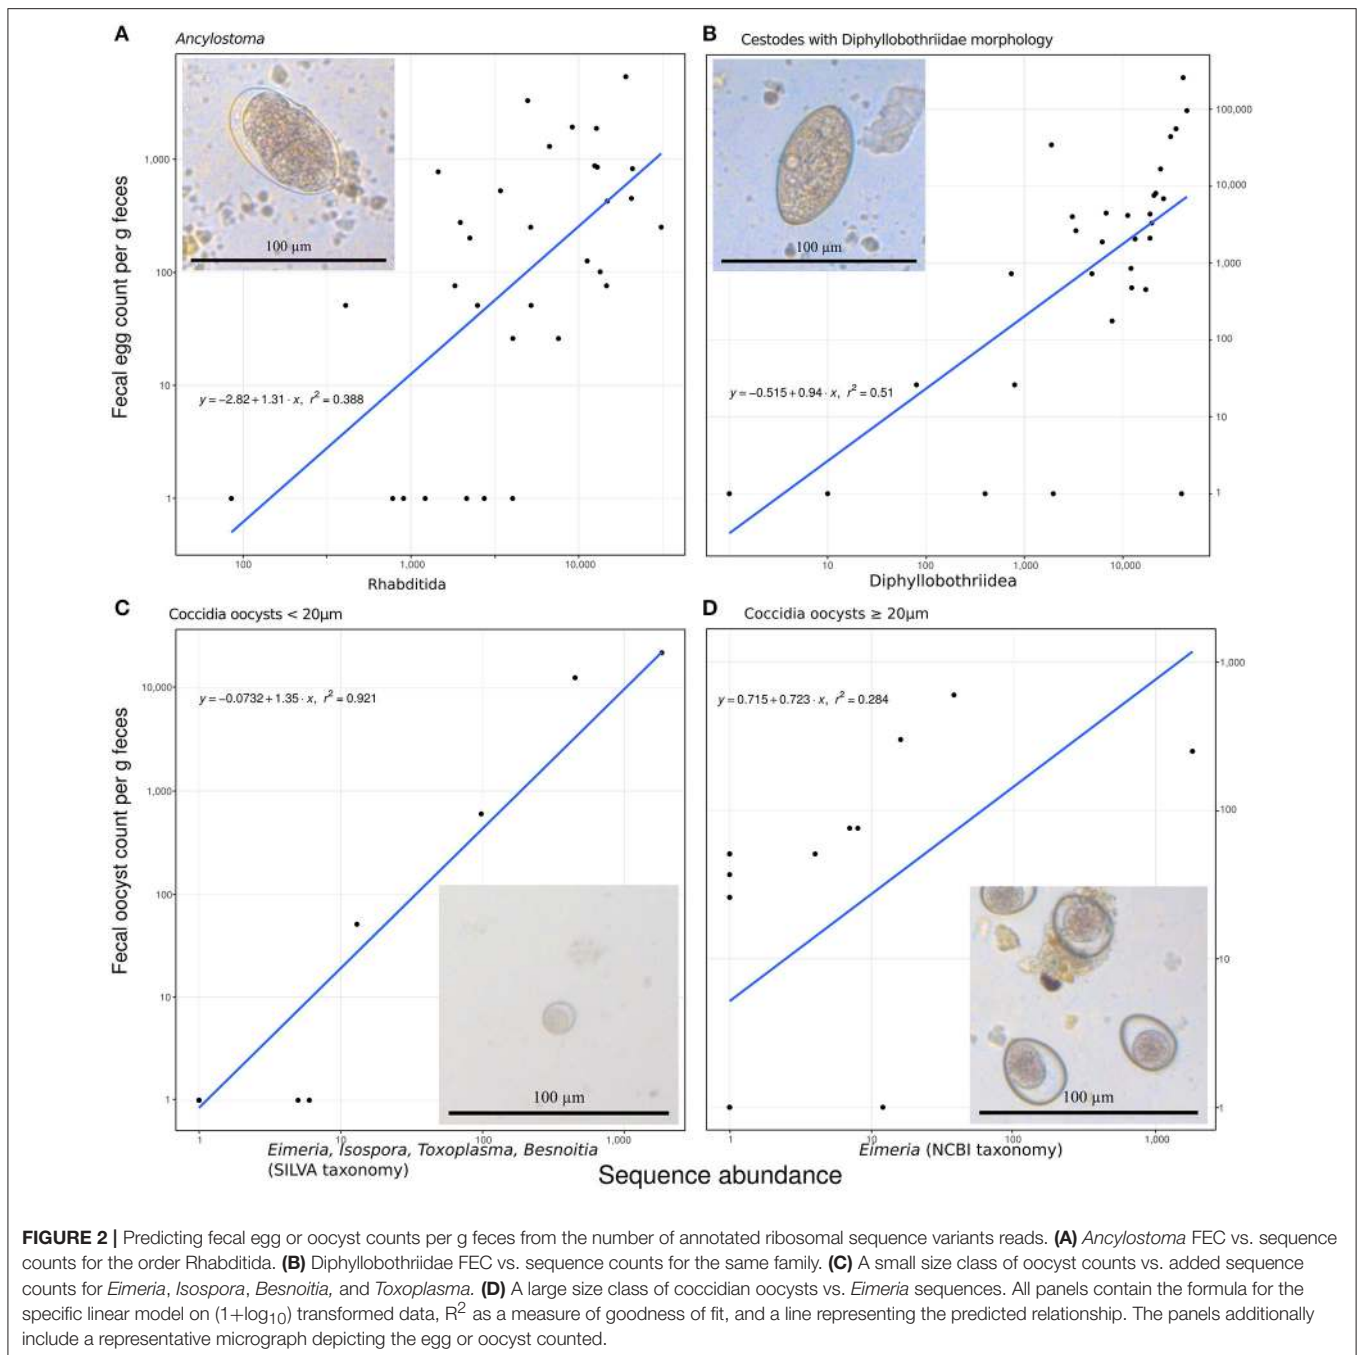 A
Ancylostoma
B
Cestodes with Diphyllobothriidae morphology
Fecal egg count per g feces
1,000
100
10
1
100 µm
y = −2.82 + 1.31 · x, r² = 0.388
100
1,000
10,000
Rhabditida
100 µm
y = −0.515 + 0.94 · x, r² = 0.51
100,000
10,000
1,000
100
10
1
10
100
1,000
10,000
Diphyllobothriidea
C
Coccidia oocysts < 20µm
D
Coccidia oocysts ≥ 20µm
Fecal oocyst count per g feces
10,000
1,000
100
10
1
y = −0.0732 + 1.35 · x, r² = 0.921
100 µm
1
10
100
1,000
Eimeria, Isospora, Toxoplasma, Besnoitia
(SILVA taxonomy)
y = 0.715 + 0.723 · x, r² = 0.284
1,000
100
10
1
100 µm
1
10
100
1,000
Eimeria (NCBI taxonomy)
Sequence abundance
FIGURE 2 | Predicting fecal egg or oocyst counts per g feces from the number of annotated ribosomal sequence variants reads. (A) Ancylostoma FEC vs. sequence
counts for the order Rhabditida. (B) Diphyllobothriidae FEC vs. sequence counts for the same family. (C) A small size class of oocyst counts vs. added sequence
counts for Eimeria, Isospora, Besnoitia, and Toxoplasma. (D) A large size class of coccidian oocysts vs. Eimeria sequences. All panels contain the formula for the
specific linear model on (1+log₁₀) transformed data, R² as a measure of goodness of fit, and a line representing the predicted relationship. The panels additionally
include a representative micrograph depicting the egg or oocyst counted.